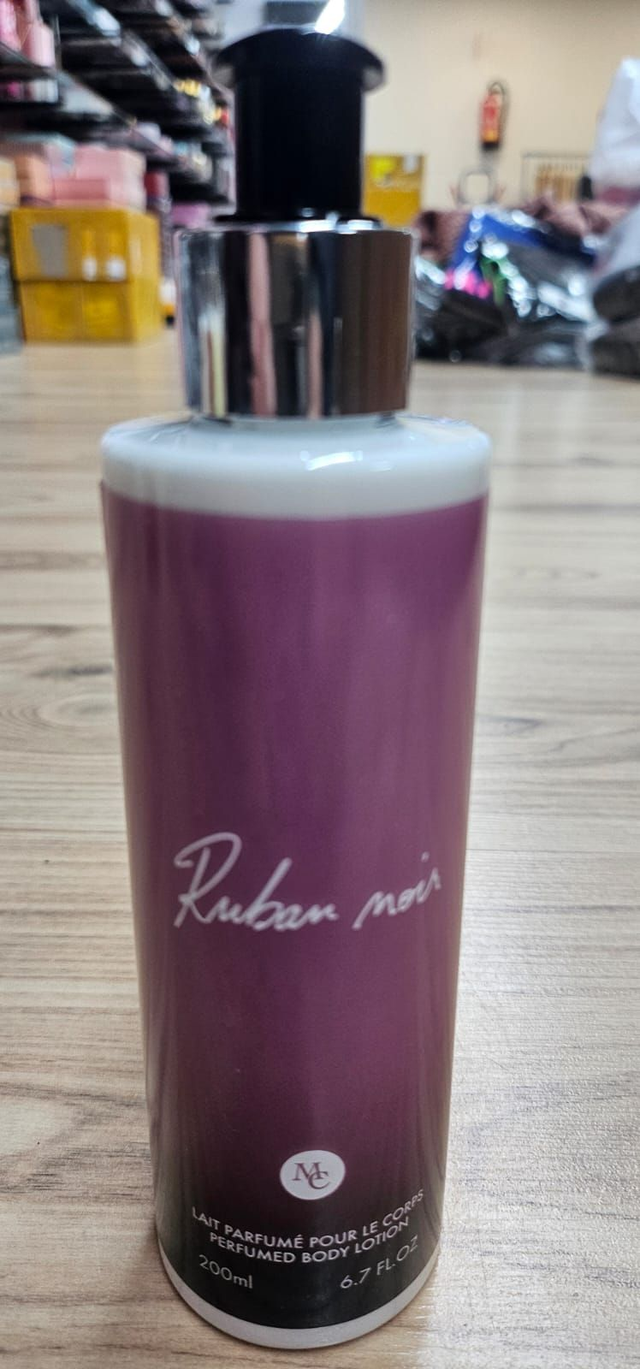 Ruban noir
MC
LAIT PARFUMÉ POUR LE CORPS
PERFUMED BODY LOTION
200ml 6.7 FL.OZ